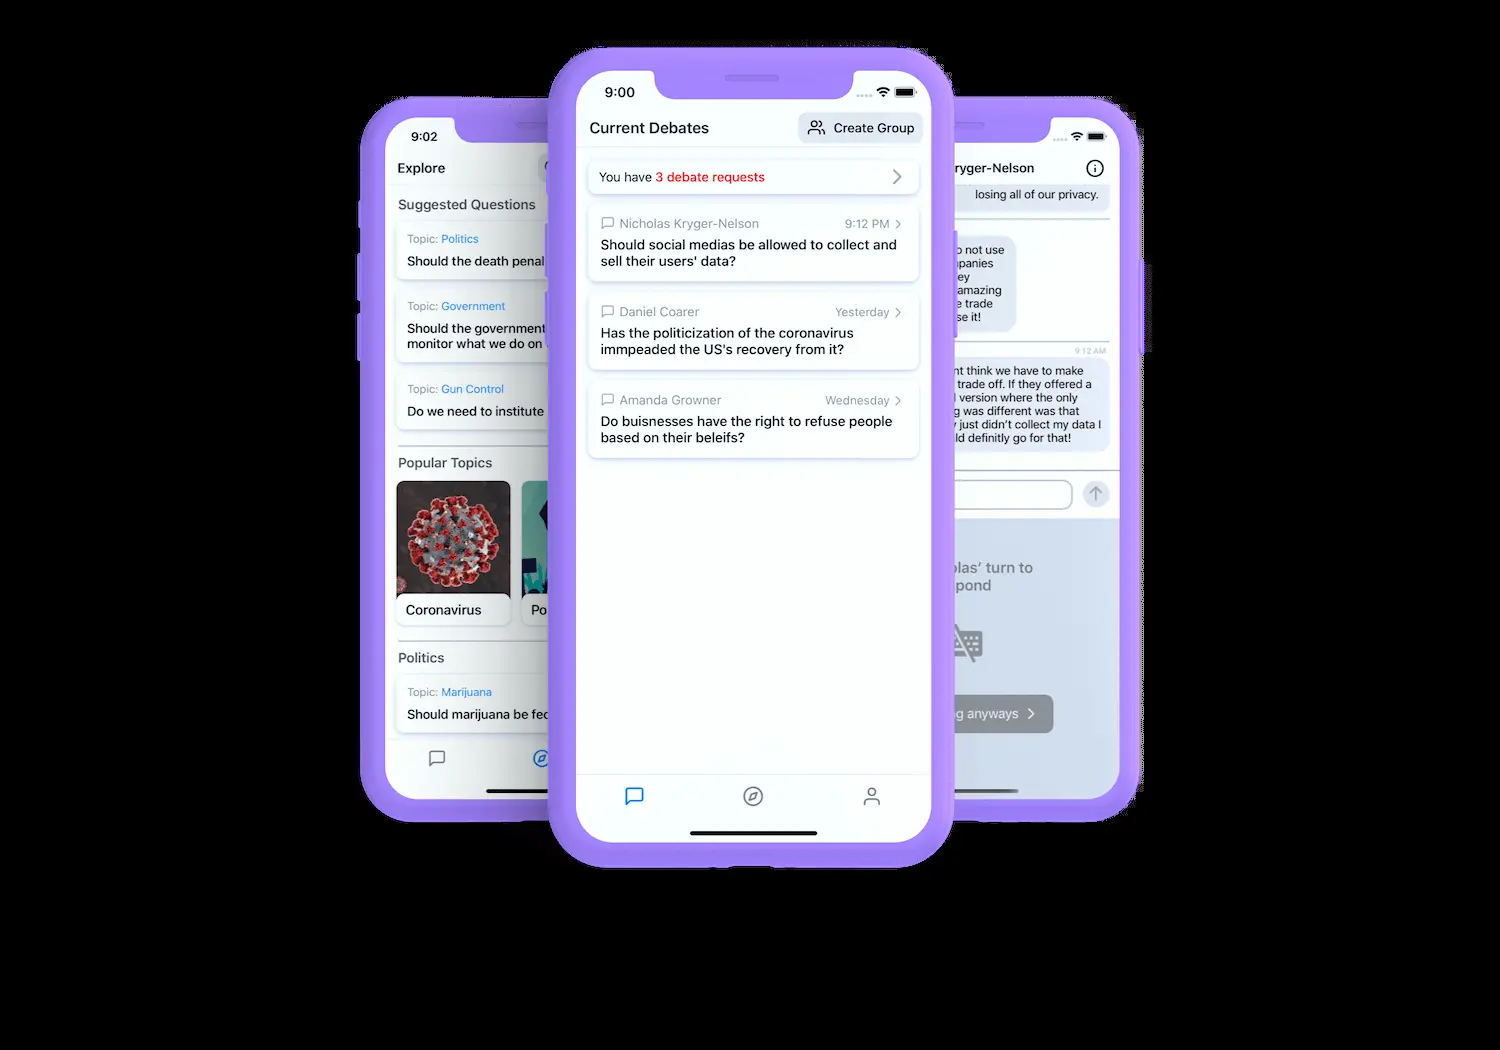 9:02
Explore
Suggested Questions
Topic: Politics
Should the death
Topic: Government
Should the government
monitor what we do on
Topic: Gun Control
Do we need to institute
Popular Topics
Coronavirus
Politics
Topic: Marijuana
Should marijuana be
9:00
Current Debates
Create Group
You have 3 debate requests
Nicholas Kryger-Nelson
9:12 PM
Should social medias be allowed to collect and
sell their users' data?
Daniel Coarer
Yesterday
Has the politicization of the coronavirus
immpeaded the US's recovery from it?
Amanda Growner
Wednesday
Do buisnesses have the right to refuse people
based on their beleifs?
ryger-Nelson
losing all of our privacy.
o not use
panies
ey
amazing
e trade
se it!
9:12 AM
nt think we have to make
trade off. If they offered a
version where the only
g was different was that
just didn't collect my data I
ld definitly go for that!
olas' turn to
pond
g anyways